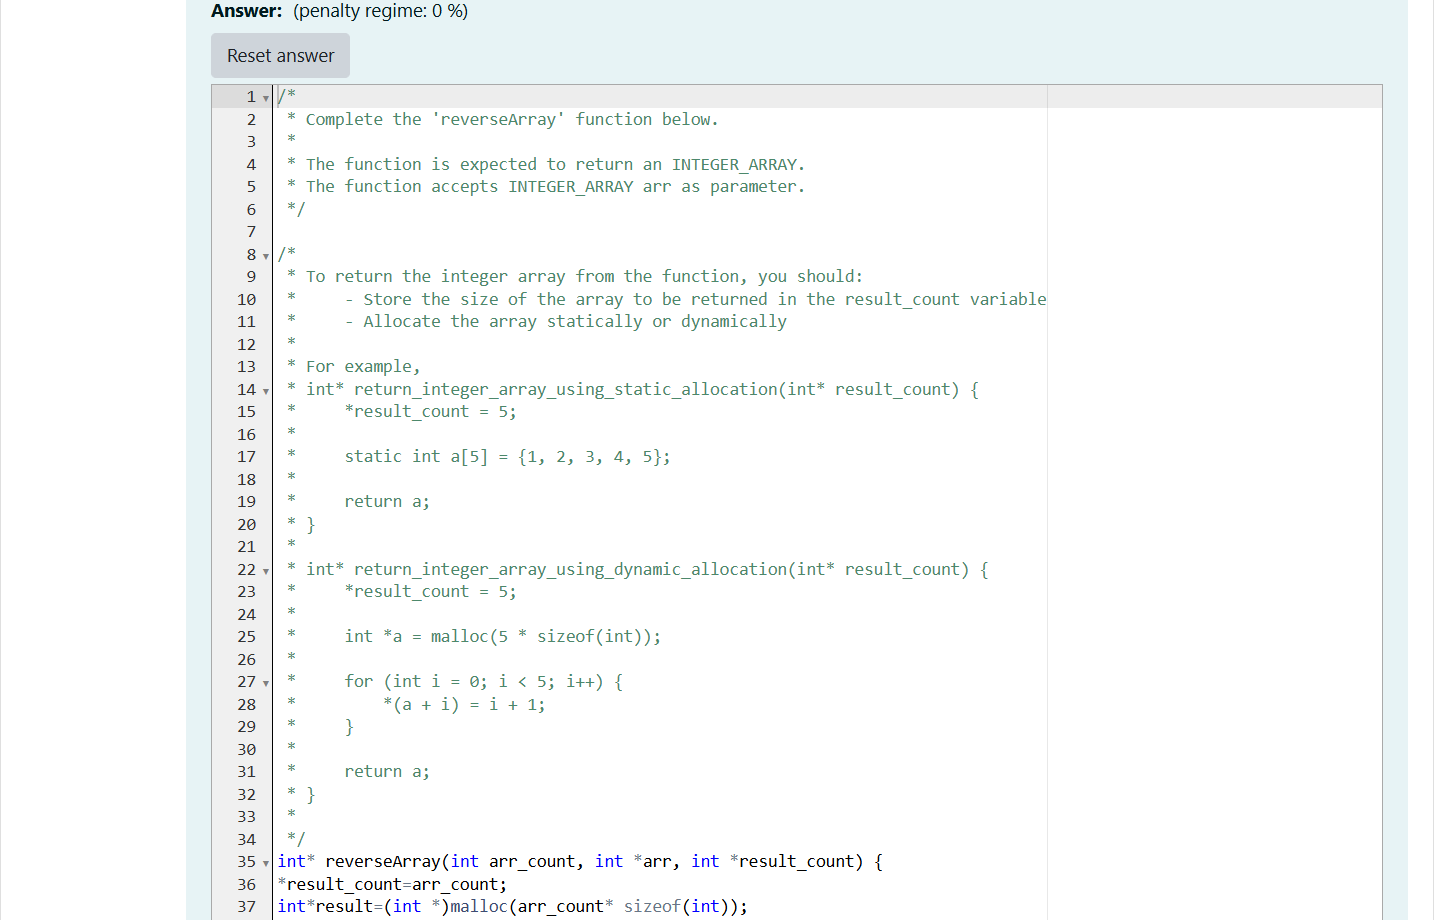 Answer: (penalty regime: 0 %)
Reset answer
1 /*
2  * Complete the 'reverseArray' function below.
3  *
4  * The function is expected to return an INTEGER_ARRAY.
5  * The function accepts INTEGER_ARRAY arr as parameter.
6  */
7
8 /*
9  * To return the integer array from the function, you should:
10  *     - Store the size of the array to be returned in the result_count variable
11  *     - Allocate the array statically or dynamically
12  *
13  * For example,
14  * int* return_integer_array_using_static_allocation(int* result_count) {
15  *     *result_count = 5;
16  *
17  *     static int a[5] = {1, 2, 3, 4, 5};
18  *
19  *     return a;
20  * }
21  *
22  * int* return_integer_array_using_dynamic_allocation(int* result_count) {
23  *     *result_count = 5;
24  *
25  *     int *a = malloc(5 * sizeof(int));
26  *
27  *     for (int i = 0; i < 5; i++) {
28  *         *(a + i) = i + 1;
29  *     }
30  *
31  *     return a;
32  * }
33  *
34  */
35 int* reverseArray(int arr_count, int *arr, int *result_count) {
36 *result_count=arr_count;
37 int*result=(int *)malloc(arr_count* sizeof(int));